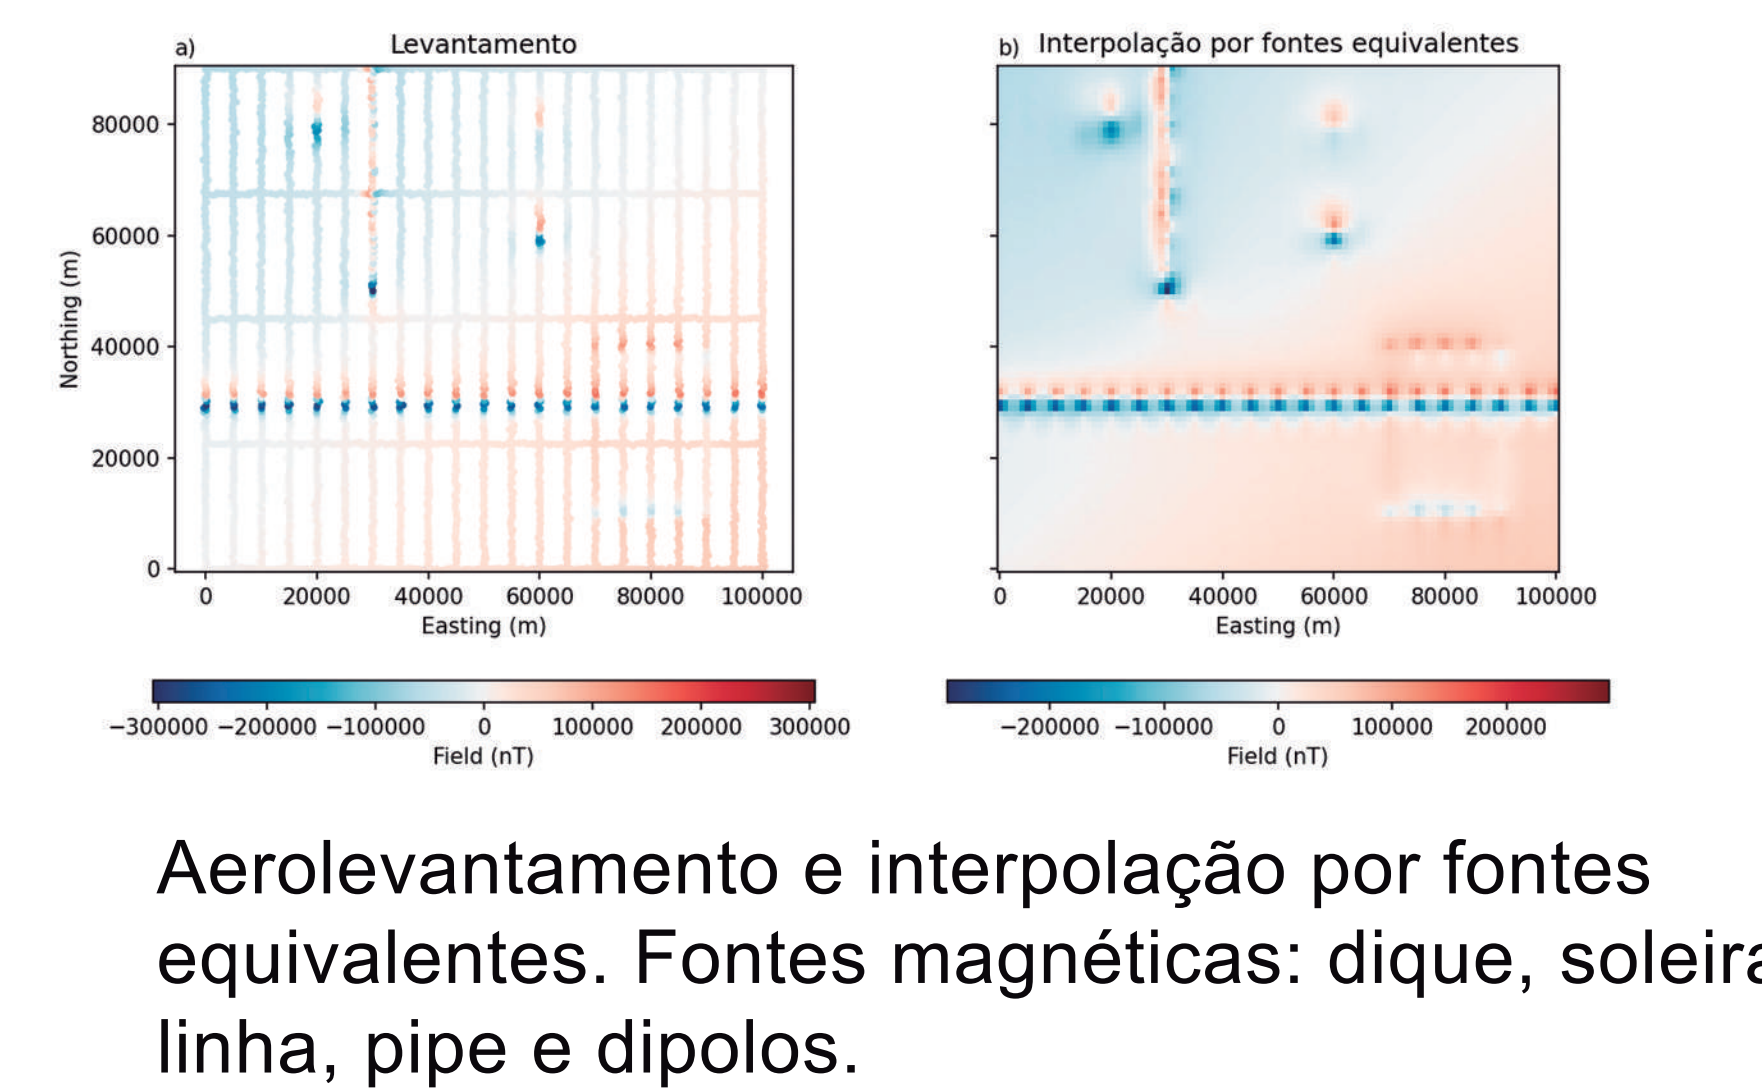 a) Levantamento
b) Interpolação por fontes equivalentes
80000
60000
40000
20000
0
Northing (m)
0 20000 40000 60000 80000 100000
Easting (m)
0 20000 40000 60000 80000 100000
Easting (m)
−300000 −200000 −100000 0 100000 200000 300000
Field (nT)
−200000 −100000 0 100000 200000
Field (nT)
Aerolevantamento e interpolação por fontes
equivalentes. Fontes magnéticas: dique, soleira
linha, pipe e dipolos.